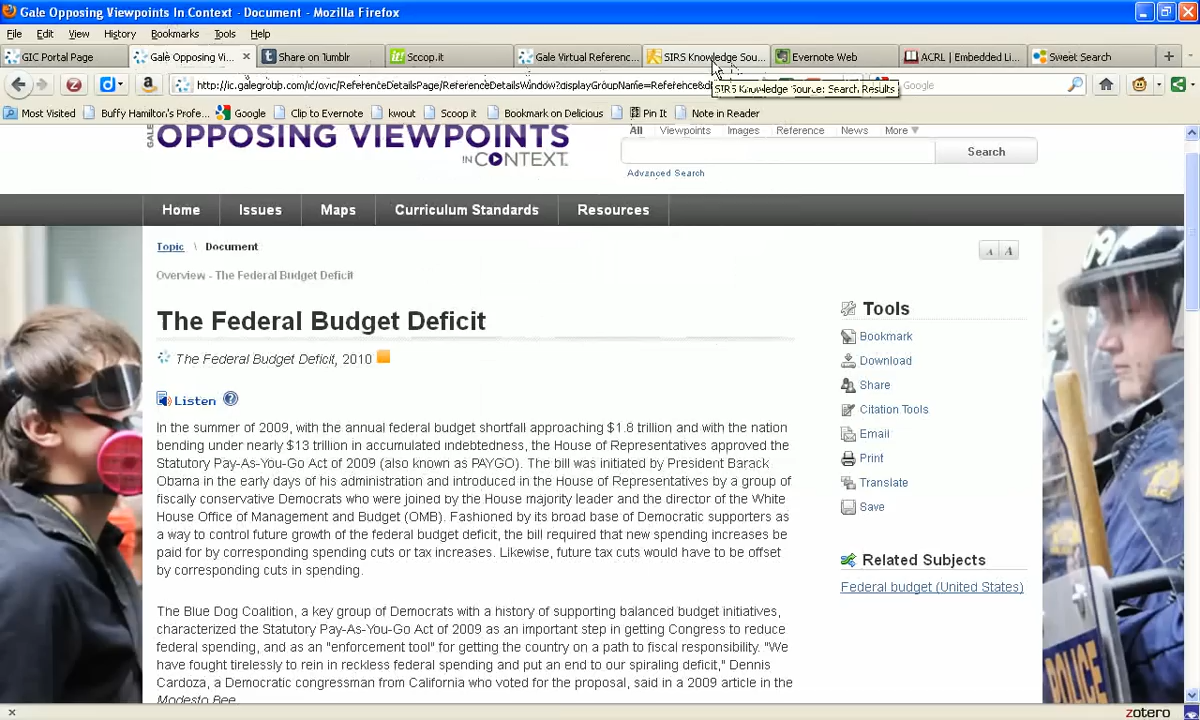 Gale Opposing Viewpoints In Context - Document - Mozilla Firefox
File Edit View History Bookmarks Tools Help
GIC Portal Page
Gale Opposing Vi...
Share on Tumblr
Scoop.it
Gale Virtual Referenc...
SIRS Knowledge Sou...
Evernote Web
ACRL | Embedded Li...
Sweet Search
http://ic.galegroup.com/ic/ovic/ReferenceDetailsPage/ReferenceDetailsWindow?displayGroupName=Reference&d
SIRS Knowledge Source: Search Results
Google
Most Visited
Buffy Hamilton's Profe...
Google
Clip to Evernote
kwout
Scoop it
Bookmark on Delicious
Pin It
Note in Reader
GALE
OPPOSING VIEWPOINTS
IN CONTEXT
All Viewpoints Images Reference News More
Search
Advanced Search
Home Issues Maps Curriculum Standards Resources
Topic \ Document
A A
Overview - The Federal Budget Deficit
The Federal Budget Deficit
The Federal Budget Deficit, 2010
Listen ?
In the summer of 2009, with the annual federal budget shortfall approaching $1.8 trillion and with the nation
bending under nearly $13 trillion in accumulated indebtedness, the House of Representatives approved the
Statutory Pay-As-You-Go Act of 2009 (also known as PAYGO). The bill was initiated by President Barack
Obama in the early days of his administration and introduced in the House of Representatives by a group of
fiscally conservative Democrats who were joined by the House majority leader and the director of the White
House Office of Management and Budget (OMB). Fashioned by its broad base of Democratic supporters as
a way to control future growth of the federal budget deficit, the bill required that new spending increases be
paid for by corresponding spending cuts or tax increases. Likewise, future tax cuts would have to be offset
by corresponding cuts in spending.
The Blue Dog Coalition, a key group of Democrats with a history of supporting balanced budget initiatives,
characterized the Statutory Pay-As-You-Go Act of 2009 as an important step in getting Congress to reduce
federal spending, and as an "enforcement tool" for getting the country on a path to fiscal responsibility. "We
have fought tirelessly to rein in reckless federal spending and put an end to our spiraling deficit," Dennis
Cardoza, a Democratic congressman from California who voted for the proposal, said in a 2009 article in the
Modesto Bee.
Tools
Bookmark
Download
Share
Citation Tools
Email
Print
Translate
Save
Related Subjects
Federal budget (United States)
POLICE
zotero